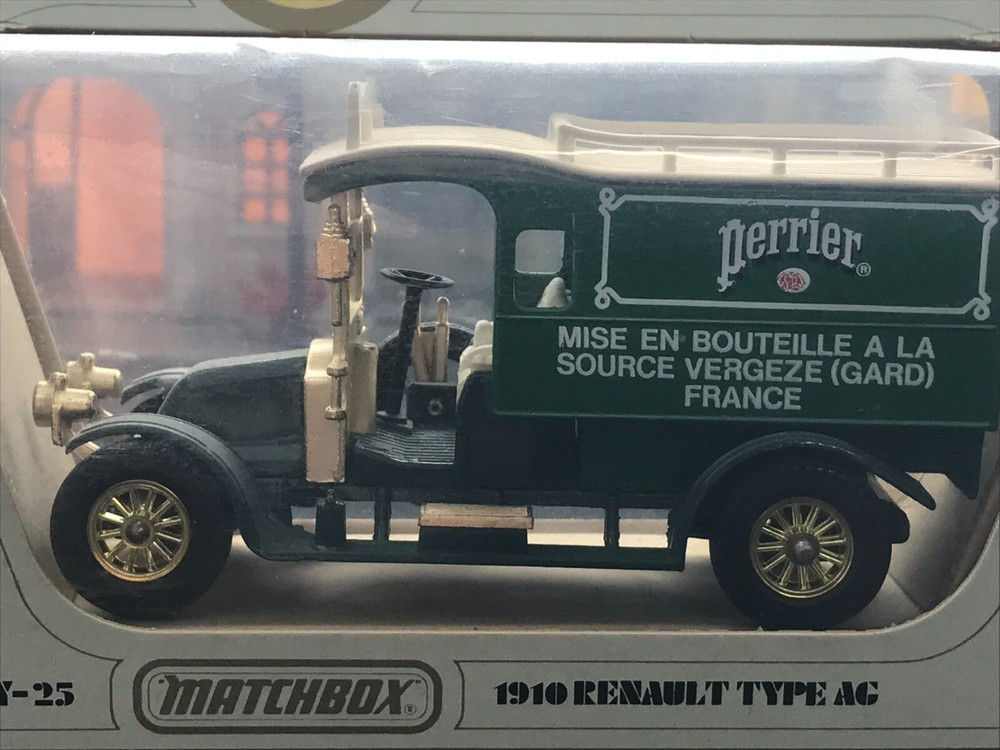 perrier®
MISE EN BOUTEILLE A LA
SOURCE VERGEZE (GARD)
FRANCE
Y-25
MATCHBOX®
1910 RENAULT TYPE AG